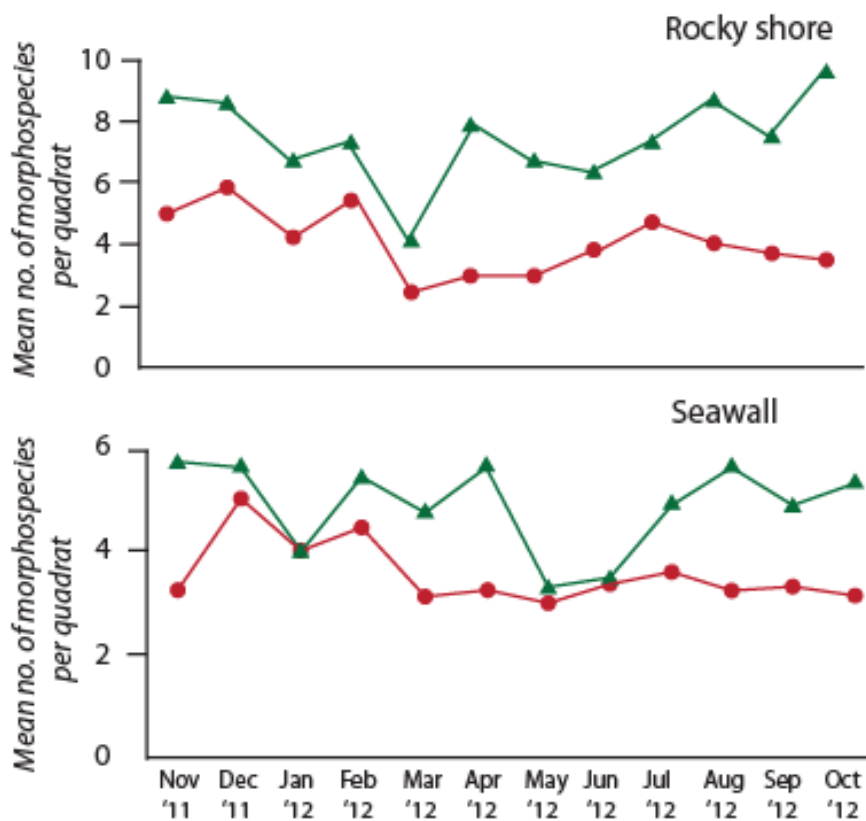 Rocky shore
Mean no. of morphospecies
per quadrat
10
8
6
4
2
0
Seawall
Mean no. of morphospecies
per quadrat
6
4
2
0
Nov Dec Jan Feb Mar Apr May Jun Jul Aug Sep Oct
‘11 ‘11 ‘12 ‘12 ‘12 ‘12 ‘12 ‘12 ‘12 ‘12 ‘12 ‘12